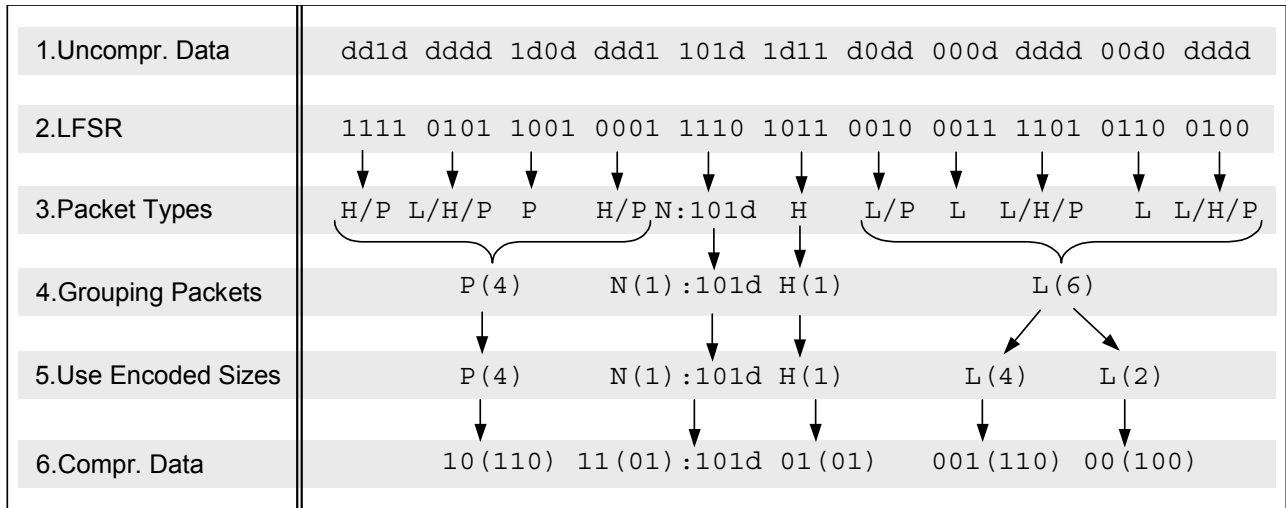 1.Uncompr. Data dd1d dddd 1d0d ddd1 101d 1d11 d0dd 000d dddd 00d0 dddd
2.LFSR 1111 0101 1001 0001 1110 1011 0010 0011 1101 0110 0100
3.Packet Types H/P L/H/P P H/P N:101d H L/P L L/H/P L L/H/P
4.Grouping Packets P(4) N(1):101d H(1) L(6)
5.Use Encoded Sizes P(4) N(1):101d H(1) L(4) L(2)
6.Compr. Data 10(110) 11(01):101d 01(01) 001(110) 00(100)